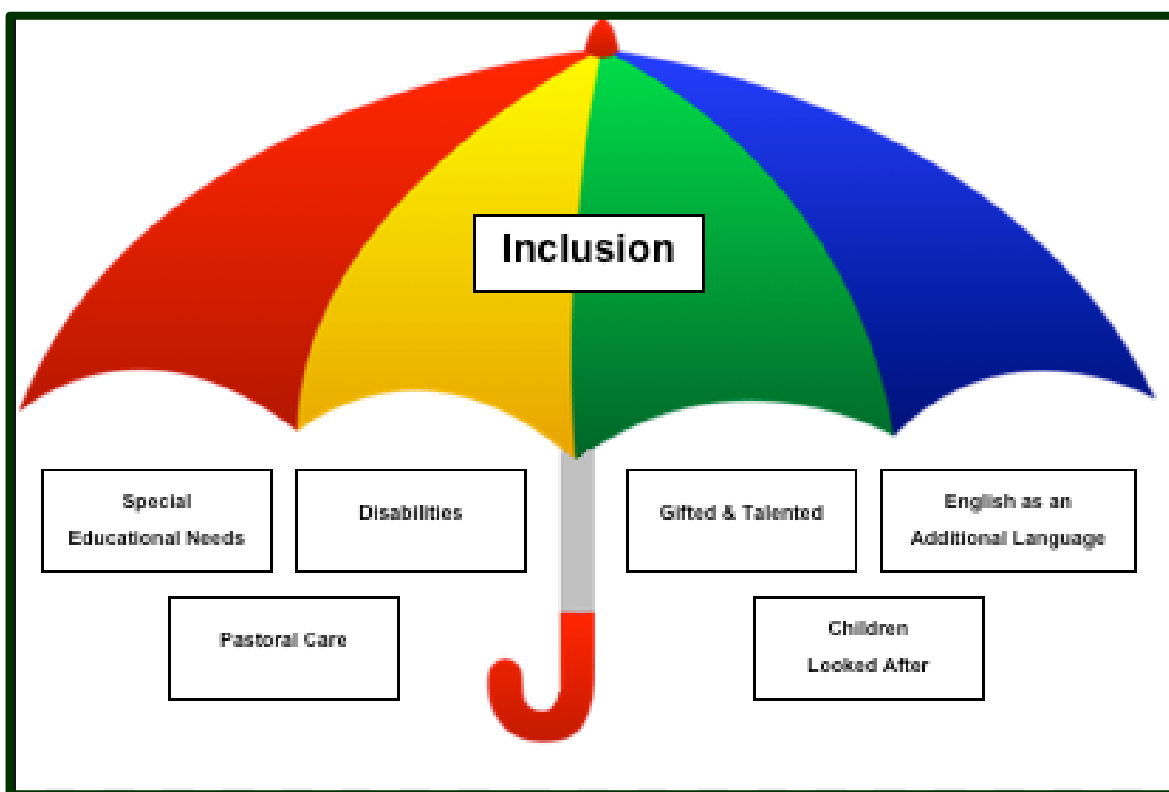 Inclusion
Special
Educational Needs
Disabilities
Gifted & Talented
English as an
Additional Language
Pastoral Care
Children
Looked After